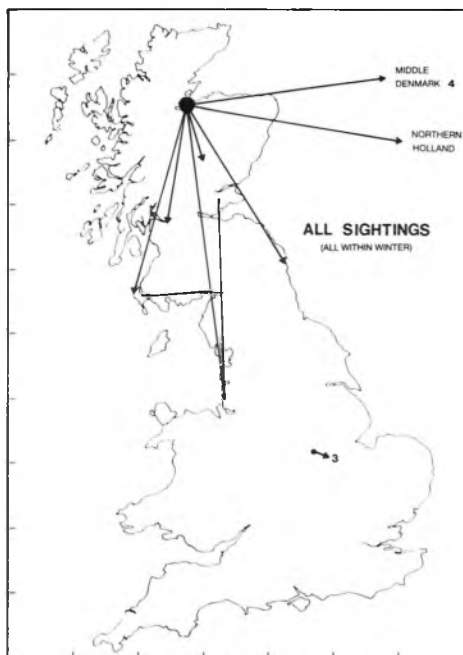 MIDDLE
DENMARK 4
NORTHERN
HOLLAND
ALL SIGHTINGS
(ALL WITHIN WINTER)
3